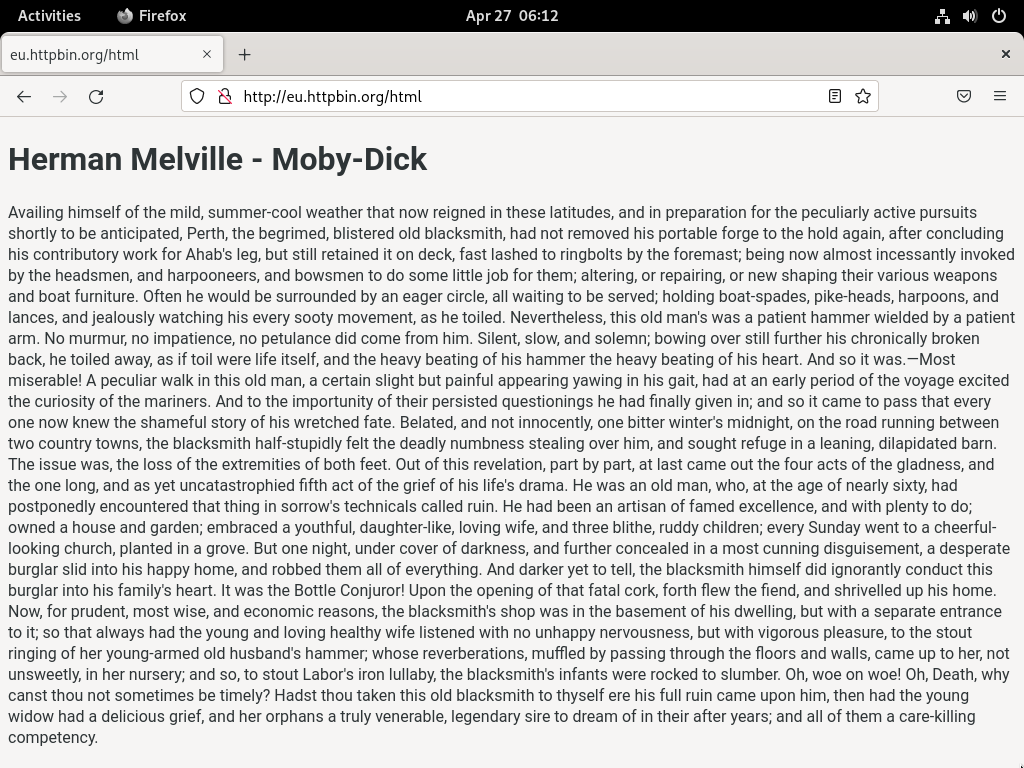 Activities Firefox Apr 27 06:12
eu.httpbin.org/html
http://eu.httpbin.org/html
Herman Melville - Moby-Dick
Availing himself of the mild, summer-cool weather that now reigned in these latitudes, and in preparation for the peculiarly active pursuits
shortly to be anticipated, Perth, the begrimed, blistered old blacksmith, had not removed his portable forge to the hold again, after concluding
his contributory work for Ahab's leg, but still retained it on deck, fast lashed to ringbolts by the foremast; being now almost incessantly invoked
by the headsmen, and harpooneers, and bowsmen to do some little job for them; altering, or repairing, or new shaping their various weapons
and boat furniture. Often he would be surrounded by an eager circle, all waiting to be served; holding boat-spades, pike-heads, harpoons, and
lances, and jealously watching his every sooty movement, as he toiled. Nevertheless, this old man's was a patient hammer wielded by a patient
arm. No murmur, no impatience, no petulance did come from him. Silent, slow, and solemn; bowing over still further his chronically broken
back, he toiled away, as if toil were life itself, and the heavy beating of his hammer the heavy beating of his heart. And so it was.—Most
miserable! A peculiar walk in this old man, a certain slight but painful appearing yawing in his gait, had at an early period of the voyage excited
the curiosity of the mariners. And to the importunity of their persisted questionings he had finally given in; and so it came to pass that every
one now knew the shameful story of his wretched fate. Belated, and not innocently, one bitter winter's midnight, on the road running between
two country towns, the blacksmith half-stupidly felt the deadly numbness stealing over him, and sought refuge in a leaning, dilapidated barn.
The issue was, the loss of the extremities of both feet. Out of this revelation, part by part, at last came out the four acts of the gladness, and
the one long, and as yet uncatastrophied fifth act of the grief of his life's drama. He was an old man, who, at the age of nearly sixty, had
postponedly encountered that thing in sorrow's technicals called ruin. He had been an artisan of famed excellence, and with plenty to do;
owned a house and garden; embraced a youthful, daughter-like, loving wife, and three blithe, ruddy children; every Sunday went to a cheerful-
looking church, planted in a grove. But one night, under cover of darkness, and further concealed in a most cunning disguisement, a desperate
burglar slid into his happy home, and robbed them all of everything. And darker yet to tell, the blacksmith himself did ignorantly conduct this
burglar into his family's heart. It was the Bottle Conjuror! Upon the opening of that fatal cork, forth flew the fiend, and shrivelled up his home.
Now, for prudent, most wise, and economic reasons, the blacksmith's shop was in the basement of his dwelling, but with a separate entrance
to it; so that always had the young and loving healthy wife listened with no unhappy nervousness, but with vigorous pleasure, to the stout
ringing of her young-armed old husband's hammer; whose reverberations, muffled by passing through the floors and walls, came up to her, not
unsweetly, in her nursery; and so, to stout Labor's iron lullaby, the blacksmith's infants were rocked to slumber. Oh, woe on woe! Oh, Death, why
canst thou not sometimes be timely? Hadst thou taken this old blacksmith to thyself ere his full ruin came upon him, then had the young
widow had a delicious grief, and her orphans a truly venerable, legendary sire to dream of in their after years; and all of them a care-killing
competency.